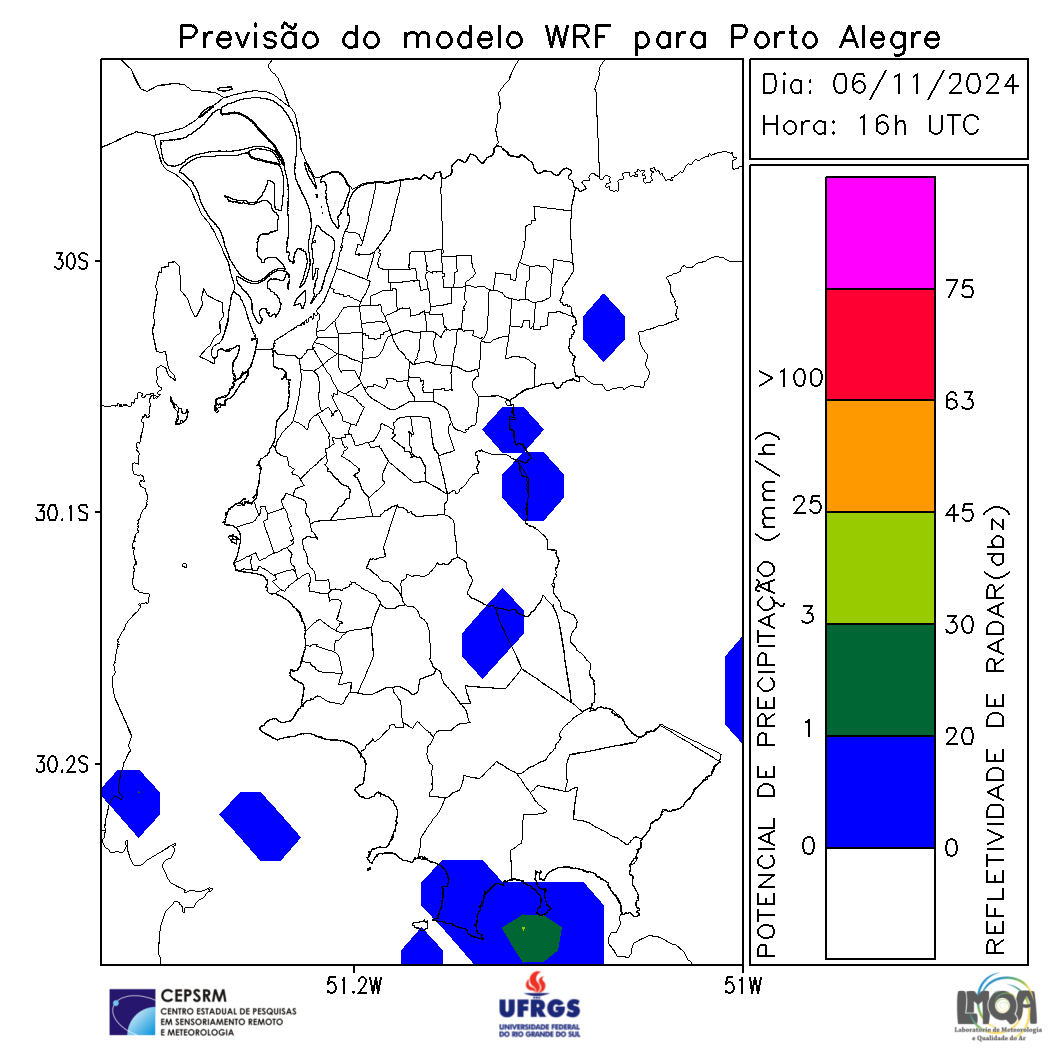 Previsão do modelo WRF para Porto Alegre
Dia: 06/11/2024
Hora: 16h UTC
30S
30.1S
30.2S
51.2W
51W
POTENCIAL DE PRECIPITAÇÃO (mm/h)
>100
25
3
1
0
75
63
45
30
20
0
REFLETIVIDADE DE RADAR(dbz)
CEPSRM
CENTRO ESTADUAL DE PESQUISAS
EM SENSORIAMENTO REMOTO
E METEOROLOGIA
UFRGS
UNIVERSIDADE FEDERAL
DO RIO GRANDE DO SUL
LMQA
Laboratório de Meteorologia
e Qualidade do Ar